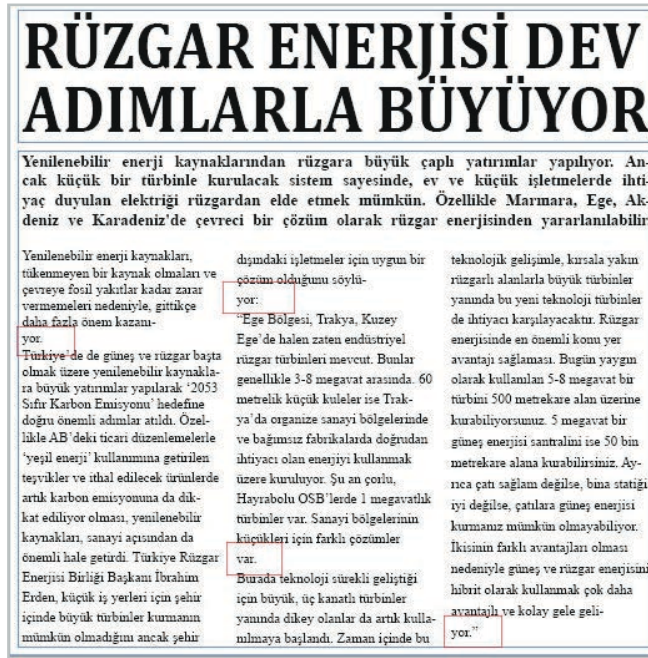 RÜZGAR ENERJİSİ DEV
ADIMLARLA BÜYÜYOR
Yenilenebilir enerji kaynaklarından rüzgara büyük çaplı yatırımlar yapılıyor. An-
cak küçük bir türbinle kurulacak sistem sayesinde, ev ve küçük işletmelerde ihti-
yaç duyulan elektriği rüzgardan elde etmek mümkün. Özellikle Marmara, Ege, Ak-
deniz ve Karadeniz'de çevreci bir çözüm olarak rüzgar enerjisinden yararlanılabilir
Yenilenebilir enerji kaynakları,
tükenmeyen bir kaynak olmaları ve
çevreye fosil yakıtlar kadar zarar
vermemeleri nedeniyle, gittikçe
daha fazla önem kazanı-
yor.
Türkiye'de de güneş ve rüzgar başta
olmak üzere yenilenebilir kaynakla-
ra büyük yatırımlar yapılarak '2053
Sıfır Karbon Emisyonu' hedefine
doğru önemli adımlar atıldı. Özel-
likle AB'deki ticari düzenlemelerle
'yeşil enerji' kullanımına getirilen
teşvikler ve ithal edilecek ürünlerde
artık karbon emisyonuna da dik-
kat ediliyor olması, yenilenebilir
kaynakları, sanayi açısından da
önemli hale getirdi. Türkiye Rüzgar
Enerjisi Birliği Başkanı İbrahim
Erden, küçük iş yerleri için şehir
içinde büyük türbinler kurmanın
mümkün olmadığını ancak şehir
dışındaki işletmeler için uygun bir
çözüm olduğunu söylü-
yor:
"Ege Bölgesi, Trakya, Kuzey
Ege'de halen zaten endüstriyel
rüzgar türbinleri mevcut. Bunlar
genellikle 3-8 megavat arasında. 60
metrelik küçük kuleler ise Trak-
ya'da organize sanayi bölgelerinde
ve bağımsız fabrikalarda doğrudan
ihtiyacı olan enerjiyi kullanmak
üzere kuruluyor. Şu an çorlu,
Hayrabolu OSB'lerde 1 megavatlık
türbinler var. Sanayi bölgelerinin
küçükleri için farklı çözümler
var.
Burada teknoloji sürekli geliştiği
için büyük, üç kanatlı türbinler
yanında dikey olanlar da artık kulla-
nılmaya başlandı. Zaman içinde bu
teknolojik gelişimle, kırsala yakın
rüzgarlı alanlarla büyük türbinler
yanında bu yeni teknoloji türbinler
de ihtiyacı karşılayacaktır. Rüzgar
enerjisinde en önemli konu yer
avantajı sağlaması. Bugün yaygın
olarak kullanılan 5-8 megavat bir
türbini 500 metrekare alan üzerine
kurabiliyorsunuz. 5 megavat bir
güneş enerjisi santralini ise 50 bin
metrekare alana kurabilirsiniz. Ay-
rıca çatı sağlam değilse, bina statiği
iyi değilse, çatılara güneş enerjisi
kurmanız mümkün olmayabiliyor.
İkisinin farklı avantajları olması
nedeniyle güneş ve rüzgar enerjisini
hibrit olarak kullanmak çok daha
avantajlı ve kolay gele geli-
yor."